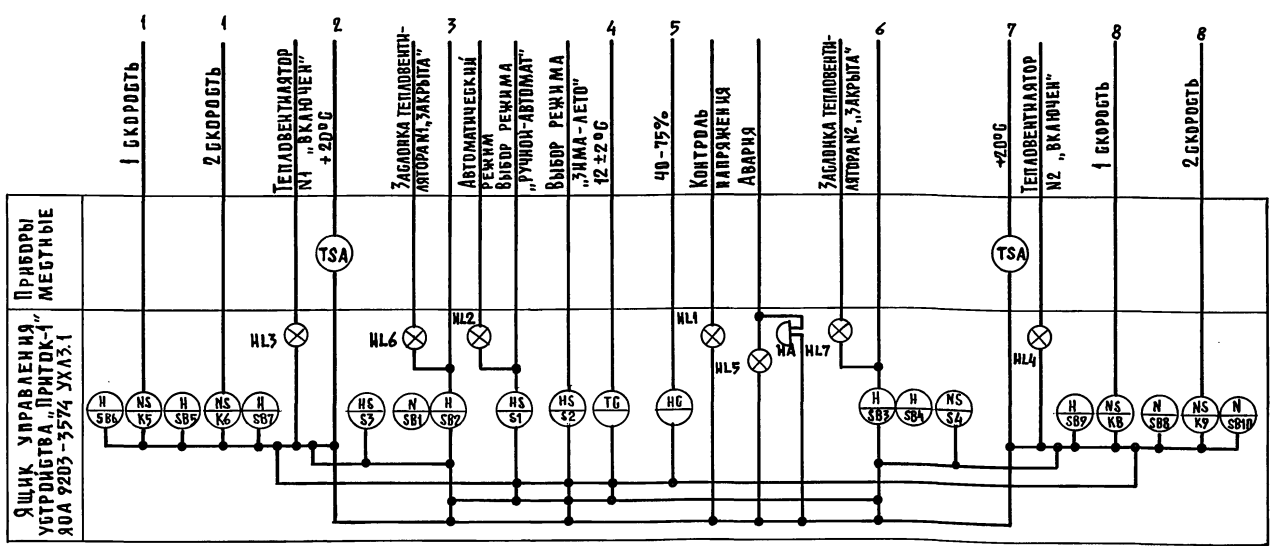 1
1 СКОРОСТЬ
1
2 СКОРОСТЬ
ТЕПЛОВЕНТИЛЯТОР
N1 „ВКЛЮЧЕН"
2
+20°C
ЗАСЛОНКА ТЕПЛОВЕНТИ-
ЛЯТОРА N1 „ЗАКРЫТА"
3
АВТОМАТИЧЕСКИЙ
РЕЖИМ
ВЫБОР РЕЖИМА
„РУЧНОЙ-АВТОМАТ"
ВЫБОР РЕЖИМА
„ЗИМА-ЛЕТО"
4
12±2°C
5
40-75%
КОНТРОЛЬ
НАПРЯЖЕНИЯ
АВАРИЯ
ЗАСЛОНКА ТЕПЛОВЕНТИ-
ЛЯТОРА N2 „ЗАКРЫТА"
6
7
+20°C
ТЕПЛОВЕНТИЛЯТОР
N2 „ВКЛЮЧЕН"
8
1 СКОРОСТЬ
8
2 СКОРОСТЬ
ПРИБОРЫ
МЕСТНЫЕ
TSA
TSA
ЯЩИК УПРАВЛЕНИЯ
УСТРОЙСТВА „ПРИТОК-1"
ЯОА 9203-3574 УХЛ3.1
HL3
HL6
HL2
HL1
HL5
HA
HL7
HL4
H
SB6
NS
K5
H
SB5
NS
K6
H
SB7
HS
S3
N
SB1
H
SB2
HS
S1
HS
S2
TC
HC
H
SB3
H
SB4
NS
S4
H
SB9
NS
K8
N
SB8
NS
K9
N
SB10